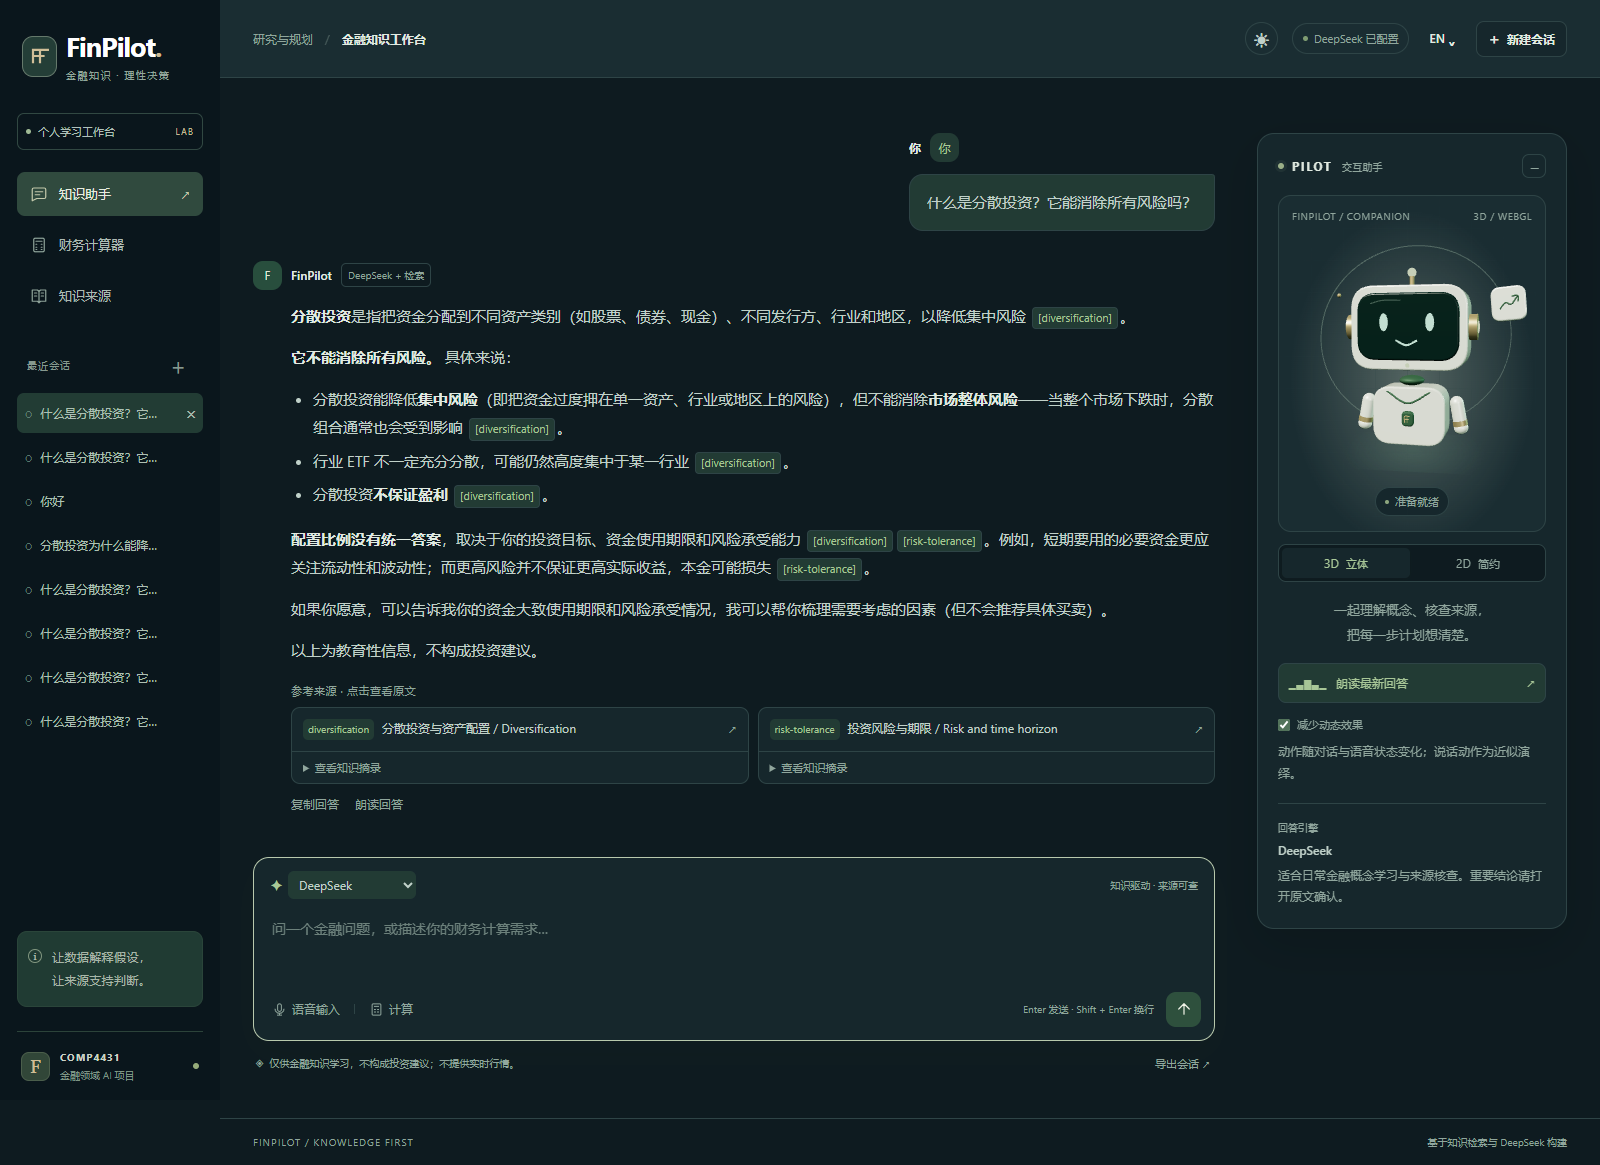 FinPilot.
金融知识 · 理性决策
个人学习工作台 LAB
知识助手 ↗
财务计算器
知识来源
最近会话 +
什么是分散投资？它... ×
什么是分散投资？它...
你好
分散投资为什么能降...
什么是分散投资？它...
什么是分散投资？它...
什么是分散投资？它...
什么是分散投资？它...
让数据解释假设，
让来源支持判断。
F
COMP4431
金融领域 AI 项目
研究与规划 / 金融知识工作台
DeepSeek 已配置
EN
+ 新建会话
你 你
什么是分散投资？它能消除所有风险吗？
F FinPilot DeepSeek + 检索
分散投资是指把资金分配到不同资产类别（如股票、债券、现金）、不同发行方、行业和地区，以降低集中风险 [diversification] 。
它不能消除所有风险。 具体来说：
• 分散投资能降低集中风险（即把资金过度押在单一资产、行业或地区上的风险），但不能消除市场整体风险——当整个市场下跌时，分散
组合通常也会受到影响 [diversification] 。
• 行业 ETF 不一定充分分散，可能仍然高度集中于某一行业 [diversification] 。
• 分散投资不保证盈利 [diversification] 。
配置比例没有统一答案，取决于你的投资目标、资金使用期限和风险承受能力 [diversification] [risk-tolerance] 。例如，短期要用的必要资金更应
关注流动性和波动性；而更高风险并不保证更高实际收益，本金可能损失 [risk-tolerance] 。
如果你愿意，可以告诉我你的资金大致使用期限和风险承受情况，我可以帮你梳理需要考虑的因素（但不会推荐具体买卖）。
以上为教育性信息，不构成投资建议。
参考来源 · 点击查看原文
diversification 分散投资与资产配置 / Diversification ↗
▶ 查看知识摘录
risk-tolerance 投资风险与期限 / Risk and time horizon ↗
▶ 查看知识摘录
复制回答 朗读回答
DeepSeek
知识驱动 · 来源可查
问一个金融问题，或描述你的财务计算需求...
语音输入 计算
Enter 发送 · Shift + Enter 换行
仅供金融知识学习，不构成投资建议；不提供实时行情。
导出会话 ↗
PILOT 交互助手
FINPILOT / COMPANION 3D / WEBGL
准备就绪
3D 立体 2D 简约
一起理解概念、核查来源，
把每一步计划想清楚。
朗读最新回答 ↗
减少动态效果
动作随对话与语音状态变化；说话动作为近似演
绎。
回答引擎
DeepSeek
适合日常金融概念学习与来源核查。重要结论请打
开原文确认。
FINPILOT / KNOWLEDGE FIRST
基于知识检索与 DeepSeek 构建